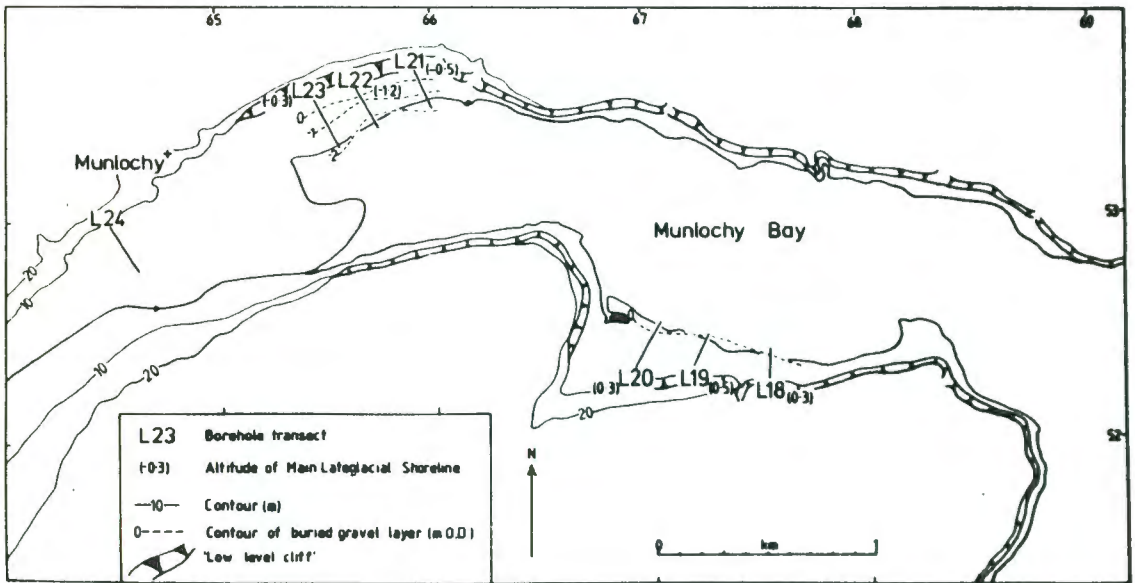 65 66 67 68 69
L21 (-0·5)
L22 (-1·2)
(-0·3) L23
0
-1
-2
Munlochy
L24
53
Munlochy Bay
20
10
10
20
(0·3) L20 L19 (0·5) L18 (0·3)
20
52
L23 Borehole transect
(-0·3) Altitude of Main Lateglacial Shoreline
—10— Contour (m)
0---- Contour of buried gravel layer (m O.D)
'Low level cliff'
N
0 km 1